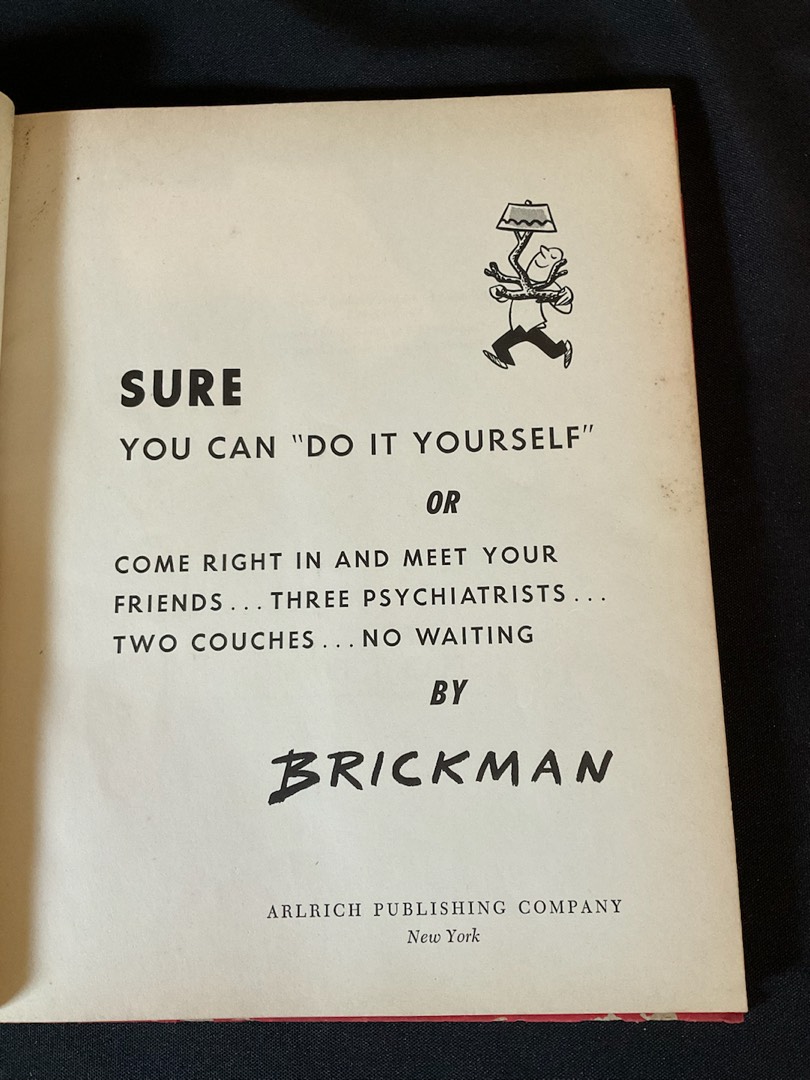 SURE
YOU CAN "DO IT YOURSELF"
OR
COME RIGHT IN AND MEET YOUR
FRIENDS...THREE PSYCHIATRISTS...
TWO COUCHES...NO WAITING
BY
BRICKMAN
ARLRICH PUBLISHING COMPANY
New York